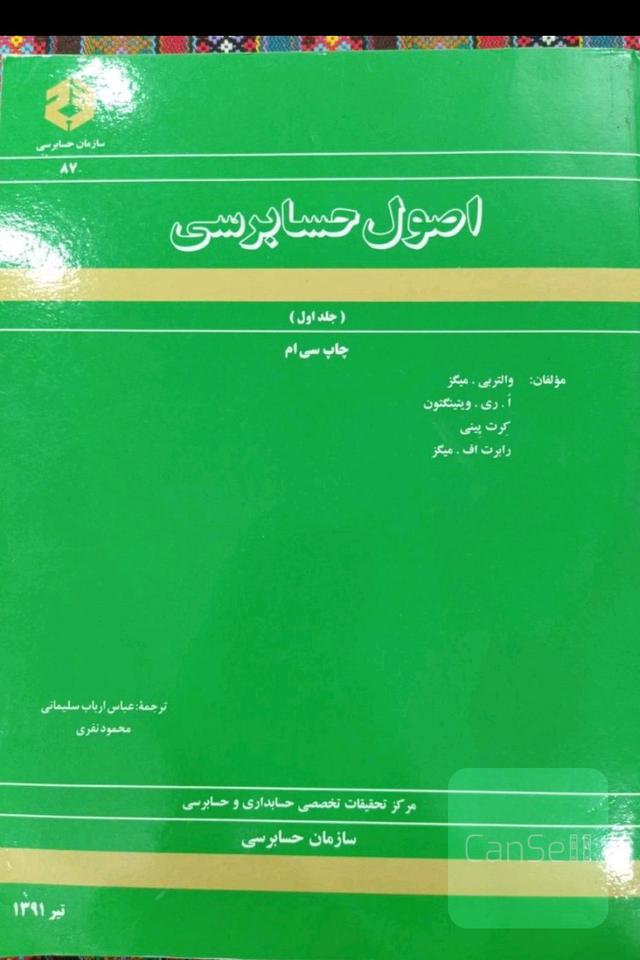 سازمان حسابرسی
۸۷
اصول حسابرسی
(جلد اول)
چاپ سی ام
مؤلفان: والتربی . میگز
اُ . ری . ویتینگتون
کِرت پینی
رابرت اف . میگز
ترجمهٔ: عباس ارباب سلیمانی
محمود نفری
مرکز تحقیقات تخصصی حسابداری و حسابرسی
سازمان حسابرسی
تیر ۱۳۹۱
CanSell